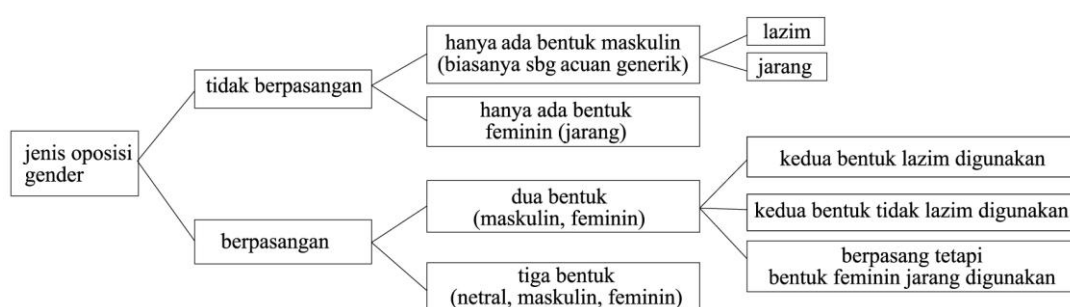 jenis oposisi
gender
tidak berpasangan
hanya ada bentuk maskulin
(biasanya sbg acuan generik)
lazim
jarang
hanya ada bentuk
feminin (jarang)
berpasangan
dua bentuk
(maskulin, feminin)
kedua bentuk lazim digunakan
kedua bentuk tidak lazim digunakan
berpasang tetapi
bentuk feminin jarang digunakan
tiga bentuk
(netral, maskulin, feminin)